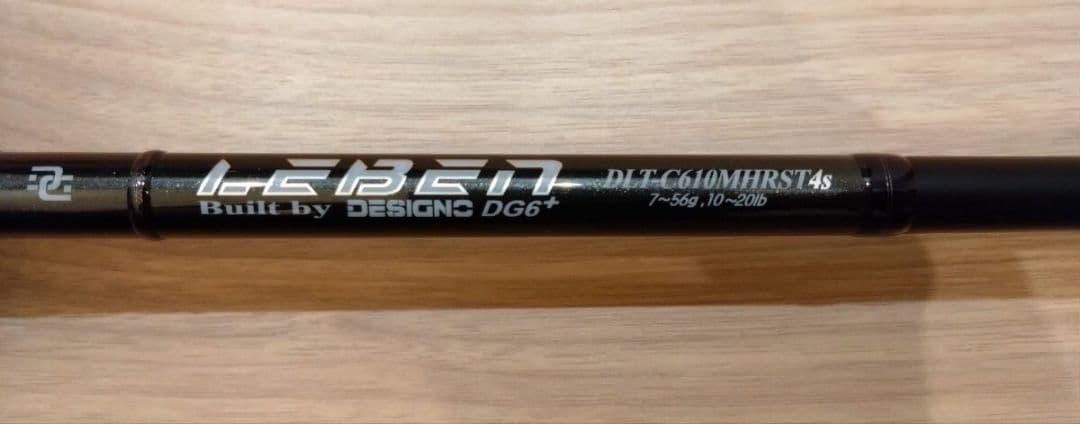 LEBEN
Built by DESIGNO DG6+
DLT-C610MHRST4s
7~56g ,10~20lb